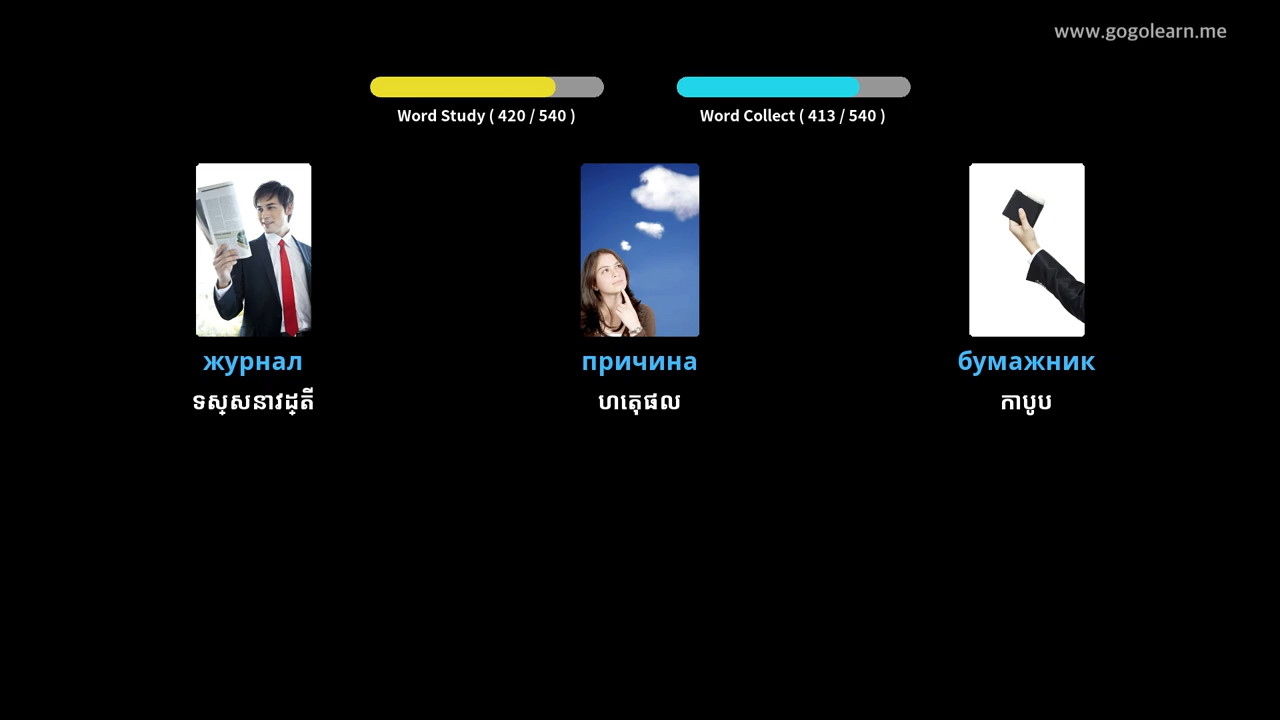 www.gogolearn.me
Word Study ( 420 / 540 )
Word Collect ( 413 / 540 )
журнал
причина
бумажник
ទស្សនាវដ្តី
ហេតុផល
កាបូប